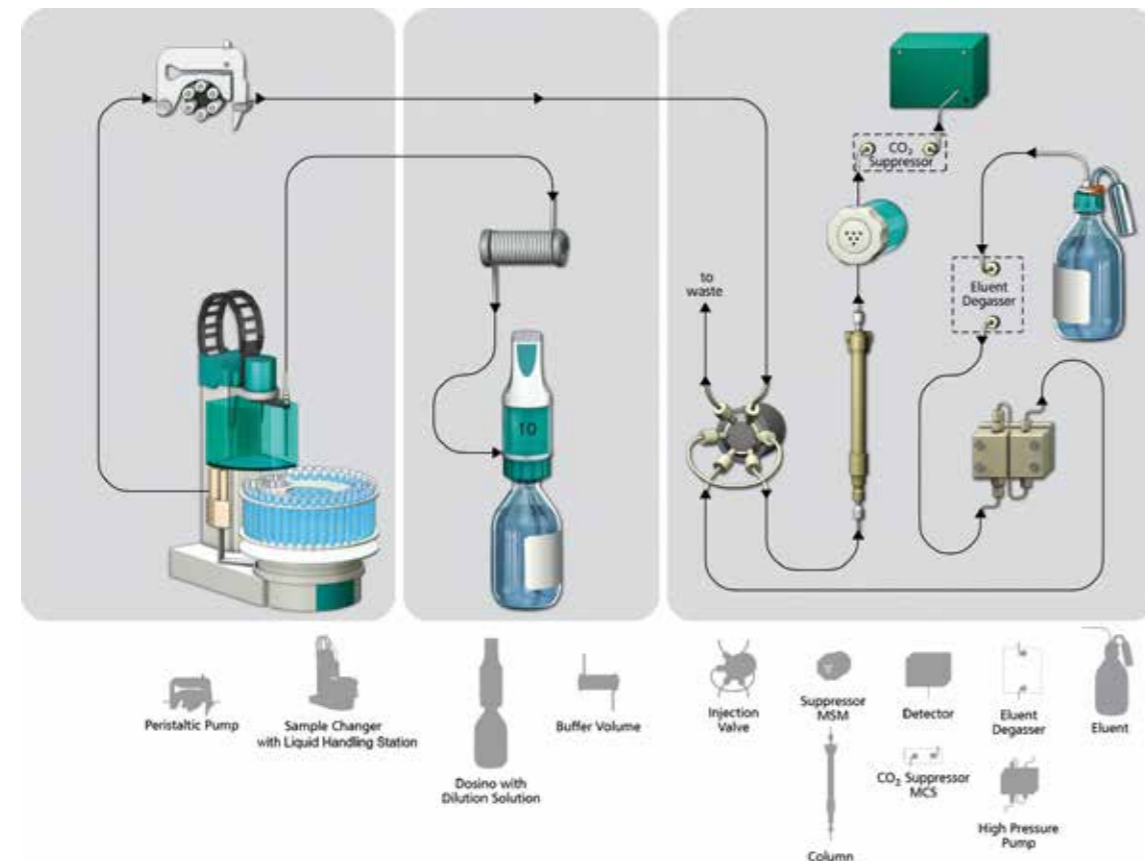 CO₂
Suppressor
to
waste
Eluent
Degasser
10
Peristaltic Pump
Sample Changer
with Liquid Handling Station
Dosino with
Dilution Solution
Buffer Volume
Injection
Valve
Suppressor
MSM
Column
Detector
CO₂ Suppressor
MCS
Eluent
Degasser
High Pressure
Pump
Eluent